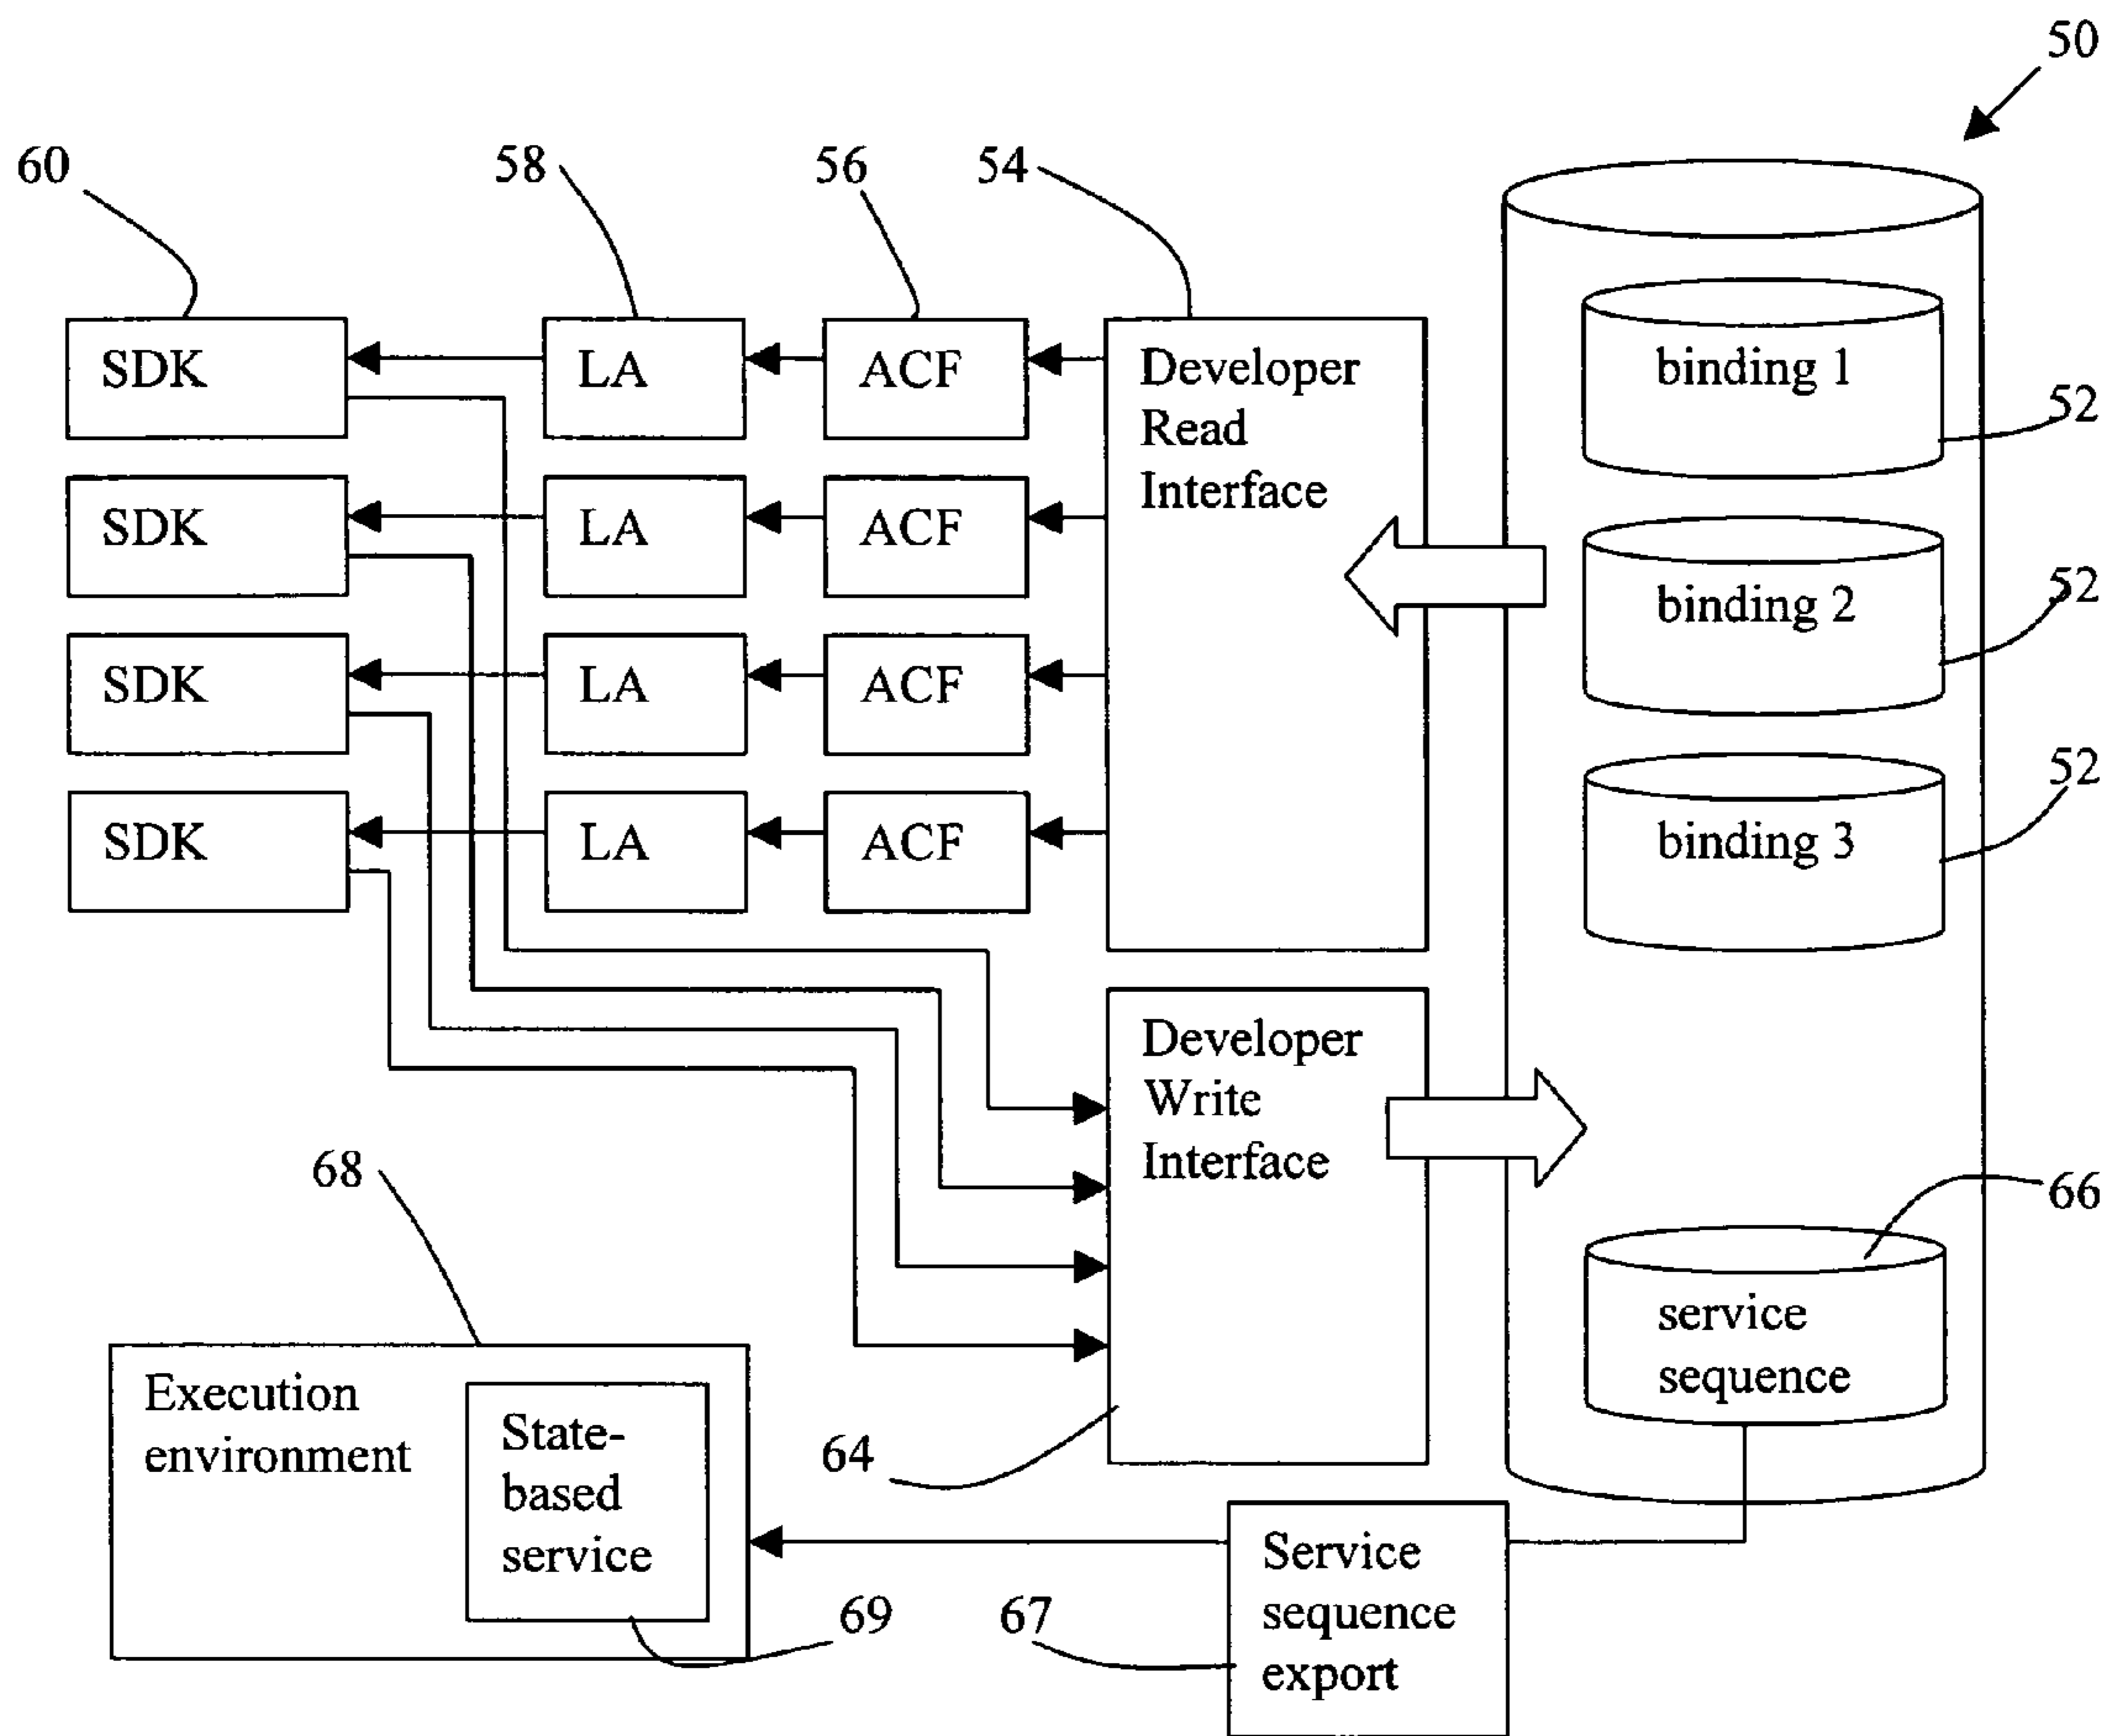 50
60
58
56
54
SDK
LA
ACF
Developer
Read
Interface
binding 1
52
SDK
LA
ACF
binding 2
52
SDK
LA
ACF
binding 3
52
SDK
LA
ACF
Developer
Write
Interface
64
66
service
sequence
68
Execution
environment
State-
based
service
69
67
Service
sequence
export